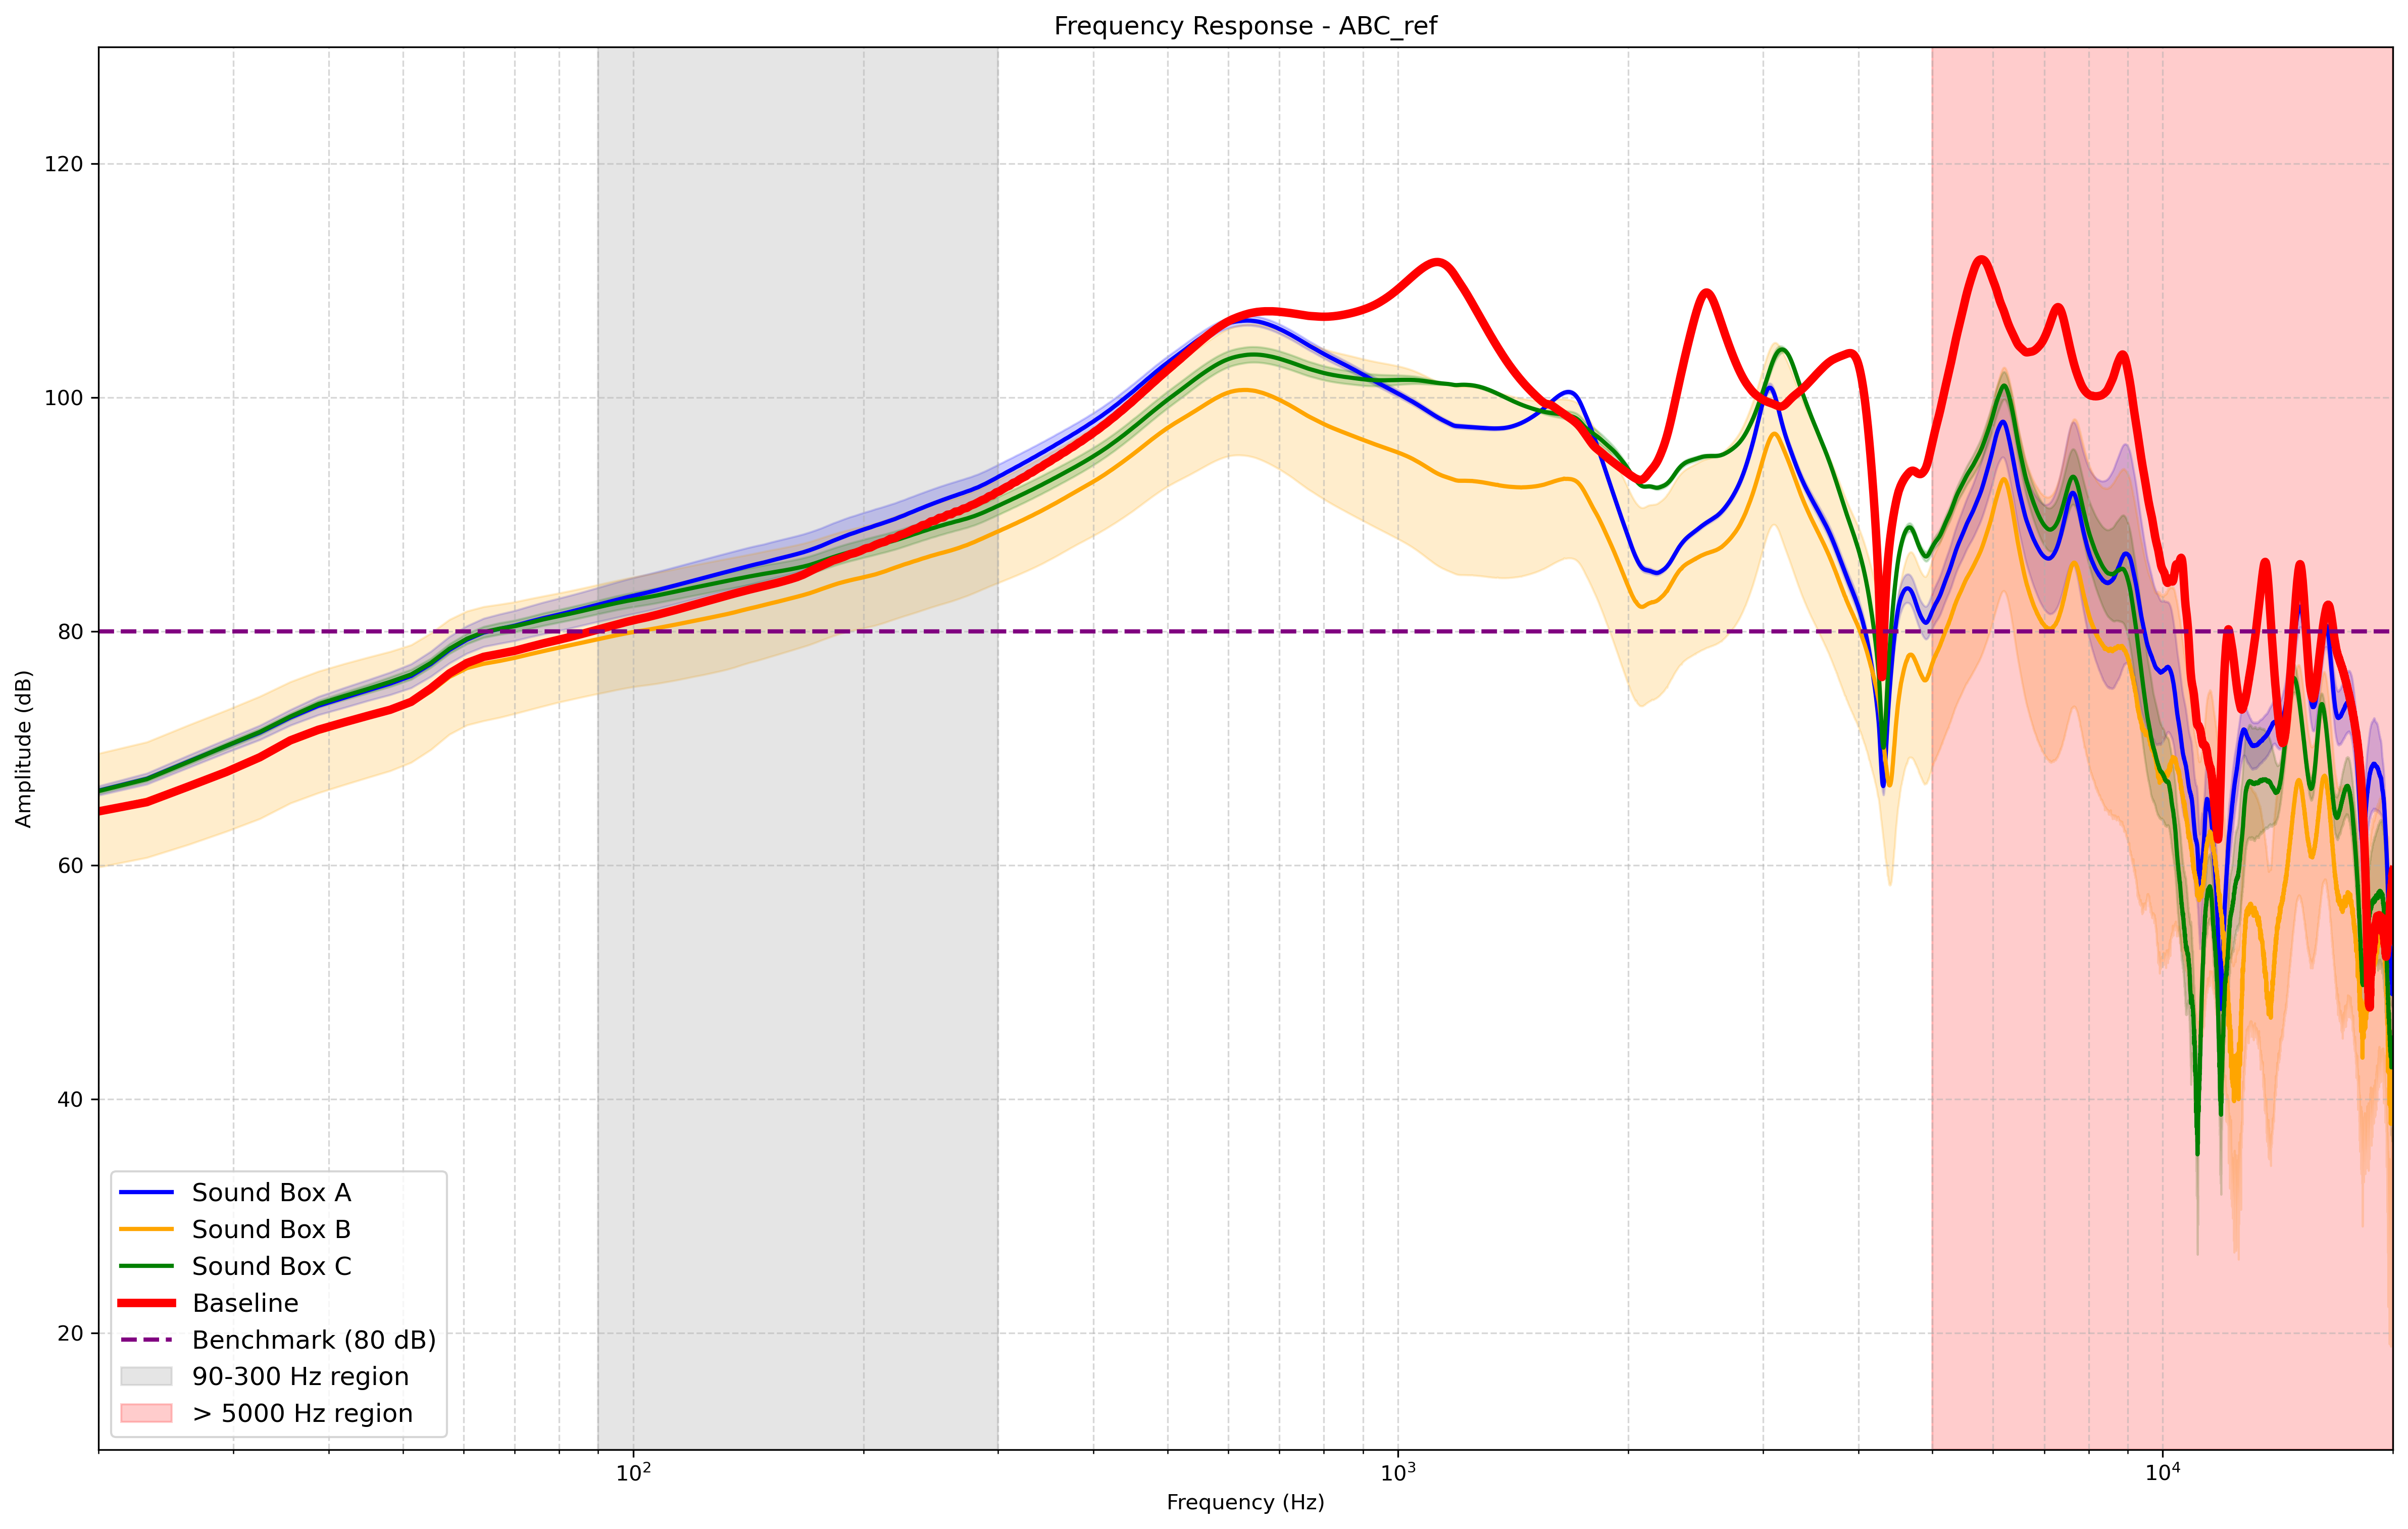 Frequency Response - ABC_ref
120
100
80
60
40
20
Amplitude (dB)
Sound Box A
Sound Box B
Sound Box C
Baseline
Benchmark (80 dB)
90-300 Hz region
> 5000 Hz region
10² 10³ 10⁴
Frequency (Hz)